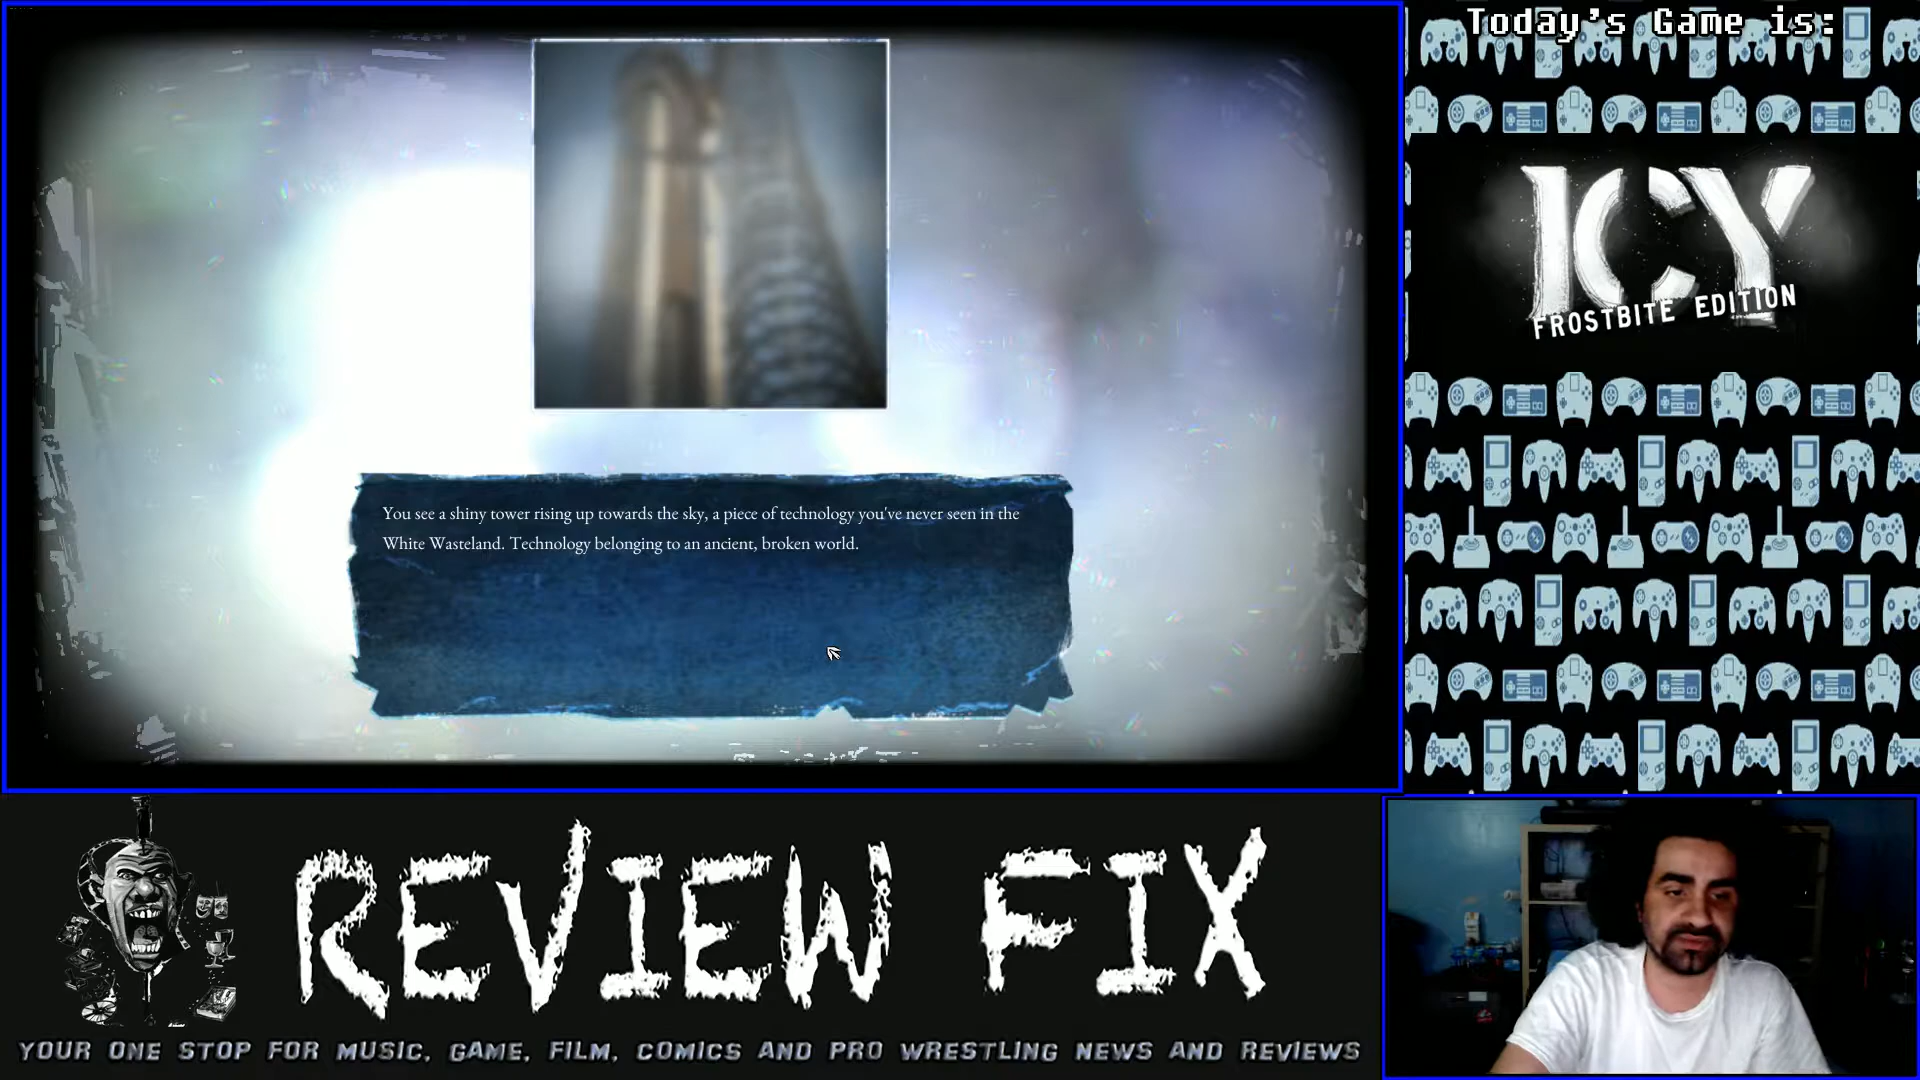 Today's Game is:
ICY
FROSTBITE EDITION
You see a shiny tower rising up towards the sky, a piece of technology you've never seen in the
White Wasteland. Technology belonging to an ancient, broken world.
REVIEW FIX
YOUR ONE STOP FOR MUSIC, GAME, FILM, COMICS AND PRO WRESTLING NEWS AND REVIEWS